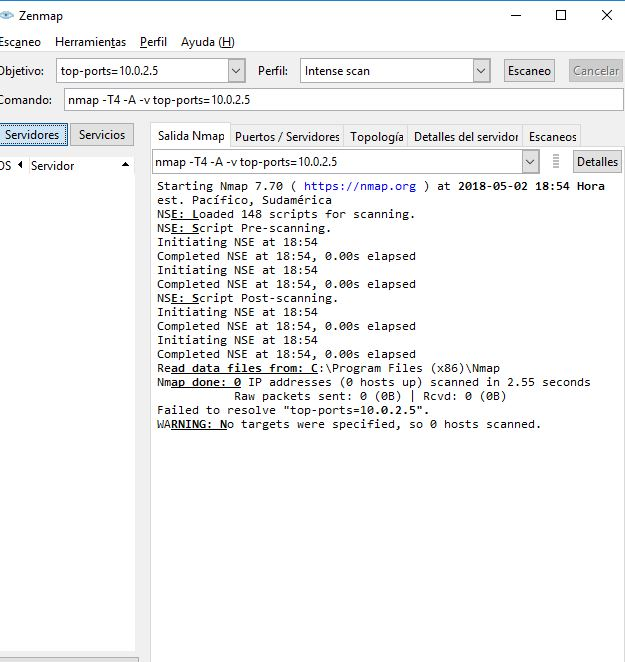 Zenmap
Escaneo Herramientas Perfil Ayuda (H)
Objetivo: top-ports=10.0.2.5 Perfil: Intense scan Escaneo Cancelar
Comando: nmap -T4 -A -v top-ports=10.0.2.5
Servidores Servicios Salida Nmap Puertos / Servidores Topología Detalles del servidor Escaneos
OS Servidor
nmap -T4 -A -v top-ports=10.0.2.5 Detalles
Starting Nmap 7.70 ( https://nmap.org ) at 2018-05-02 18:54 Hora
est. Pacífico, Sudamérica
NSE: Loaded 148 scripts for scanning.
NSE: Script Pre-scanning.
Initiating NSE at 18:54
Completed NSE at 18:54, 0.00s elapsed
Initiating NSE at 18:54
Completed NSE at 18:54, 0.00s elapsed
NSE: Script Post-scanning.
Initiating NSE at 18:54
Completed NSE at 18:54, 0.00s elapsed
Initiating NSE at 18:54
Completed NSE at 18:54, 0.00s elapsed
Read data files from: C:\Program Files (x86)\Nmap
Nmap done: 0 IP addresses (0 hosts up) scanned in 2.55 seconds
Raw packets sent: 0 (0B) | Rcvd: 0 (0B)
Failed to resolve "top-ports=10.0.2.5".
WARNING: No targets were specified, so 0 hosts scanned.